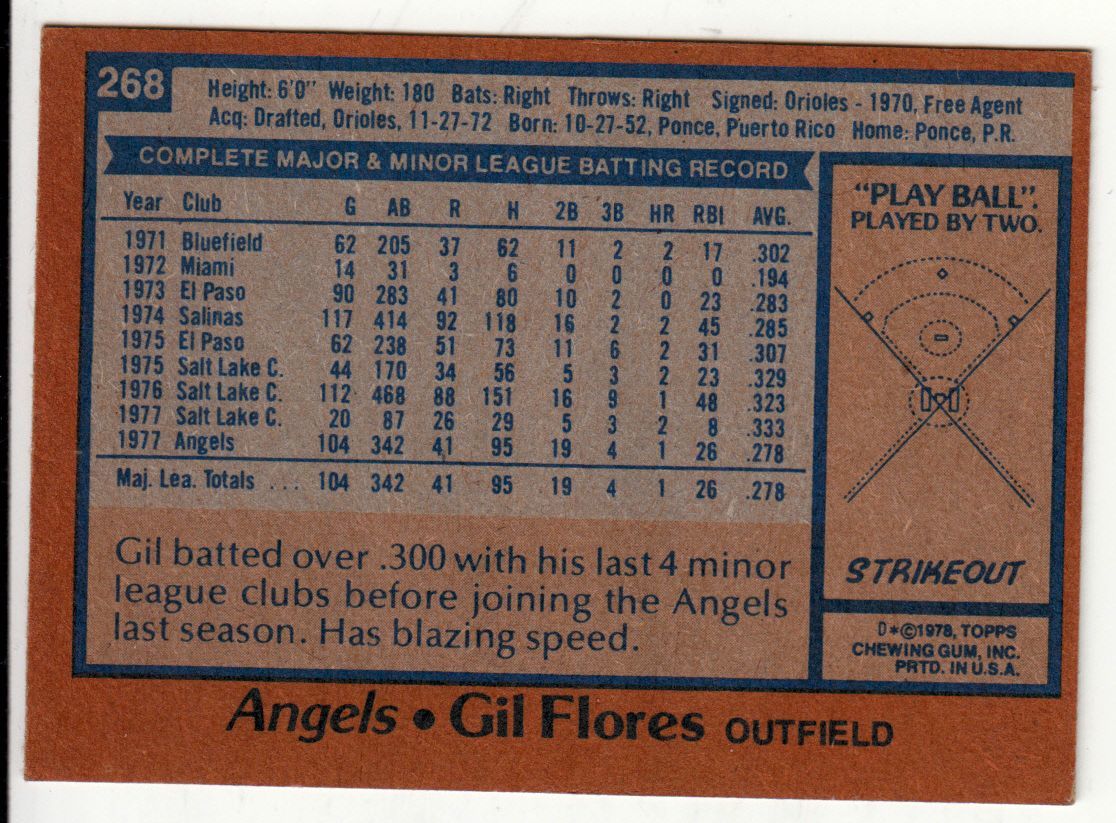 268
Height: 6'0" Weight: 180 Bats: Right Throws: Right Signed: Orioles - 1970, Free Agent
Acq: Drafted, Orioles, 11-27-72 Born: 10-27-52, Ponce, Puerto Rico Home: Ponce, P.R.
COMPLETE MAJOR & MINOR LEAGUE BATTING RECORD
Year Club G AB R H 2B 3B HR RBI AVG.
1971 Bluefield 62 205 37 62 11 2 2 17 .302
1972 Miami 14 31 3 6 0 0 0 0 .194
1973 El Paso 90 283 41 80 10 2 0 23 .283
1974 Salinas 117 414 92 118 16 2 2 45 .285
1975 El Paso 62 238 51 73 11 6 2 31 .307
1975 Salt Lake C. 44 170 34 56 5 3 2 23 .329
1976 Salt Lake C. 112 468 88 151 16 9 1 48 .323
1977 Salt Lake C. 20 87 26 29 5 3 2 8 .333
1977 Angels 104 342 41 95 19 4 1 26 .278
Maj. Lea. Totals ... 104 342 41 95 19 4 1 26 .278
Gil batted over .300 with his last 4 minor
league clubs before joining the Angels
last season. Has blazing speed.
"PLAY BALL".
PLAYED BY TWO.
STRIKEOUT
D*©1978, TOPPS
CHEWING GUM, INC.
PRTD. IN U.S.A.
Angels • Gil Flores OUTFIELD